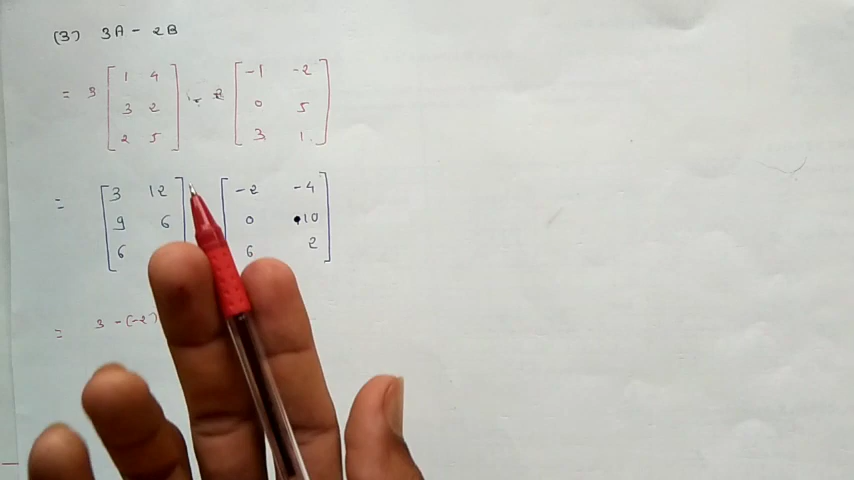 (3) 3A - 2B
= 3 [1 4] - 2 [-1 -2]
[3 2] [0 5]
[2 5] [3 1]
= [3 12] [-2 -4]
[9 6] [0 10]
[6 [6 2]
= 3 - (-2)